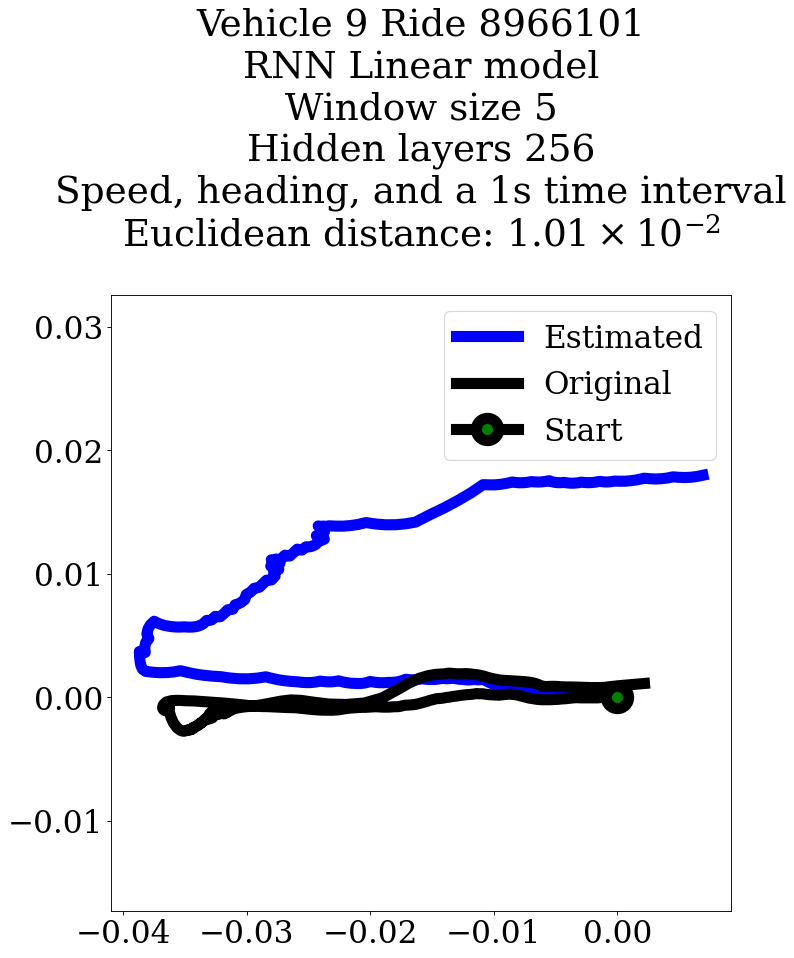 Vehicle 9 Ride 8966101
RNN Linear model
Window size 5
Hidden layers 256
Speed, heading, and a 1s time interval
Euclidean distance: 1.01 × 10⁻²
Estimated
Original
Start
0.03
0.02
0.01
0.00
−0.01
−0.04 −0.03 −0.02 −0.01 0.00